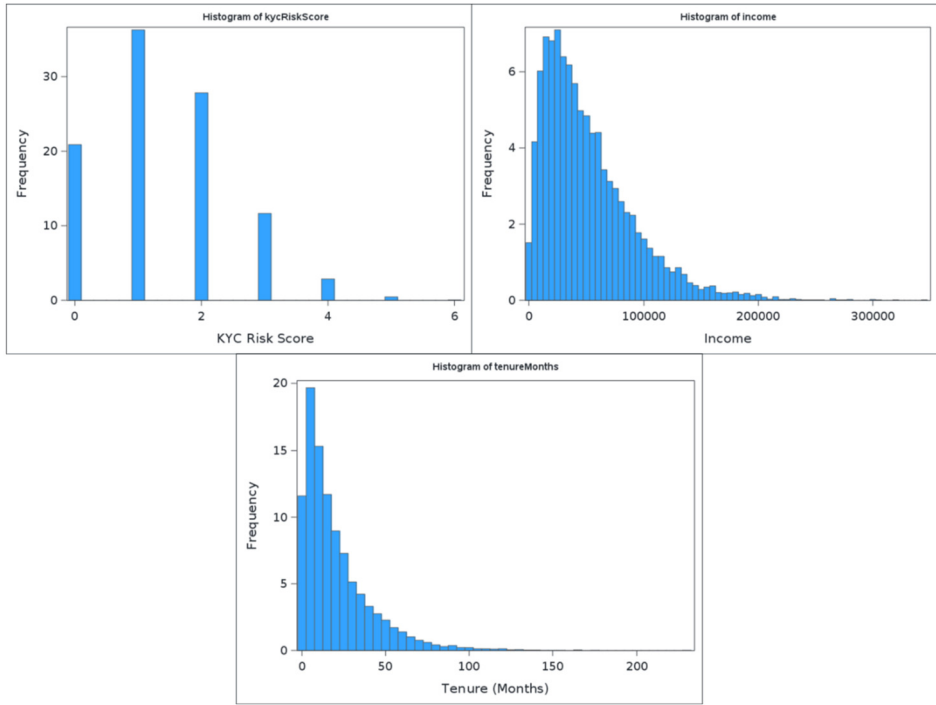 Histogram of kycRiskScore
30
20
10
0
Frequency
0 2 4 6
KYC Risk Score
Histogram of income
6
4
2
0
Frequency
0 100000 200000 300000
Income
Histogram of tenureMonths
20
15
10
5
0
Frequency
0 50 100 150 200
Tenure (Months)